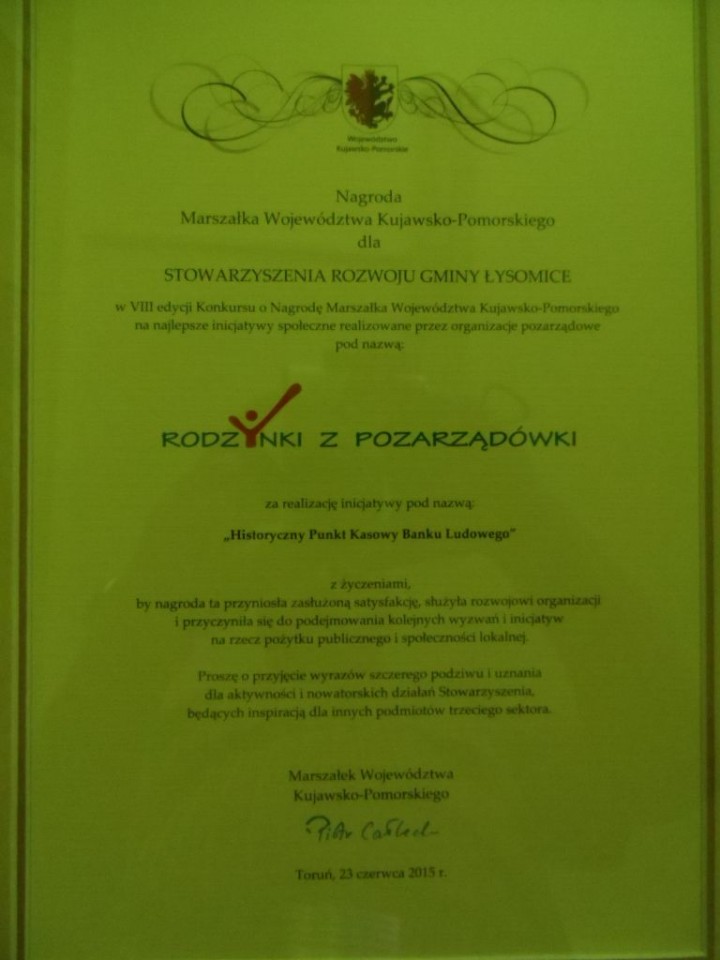 Województwo
Kujawsko-Pomorskie
Nagroda
Marszałka Województwa Kujawsko-Pomorskiego
dla
STOWARZYSZENIA ROZWOJU GMINY ŁYSOMICE
w VIII edycji Konkursu o Nagrodę Marszałka Województwa Kujawsko-Pomorskiego
na najlepsze inicjatywy społeczne realizowane przez organizacje pozarządowe
pod nazwą:
RODZYNKI Z POZARZĄDÓWKI
za realizację inicjatywy pod nazwą:
„Historyczny Punkt Kasowy Banku Ludowego”
z życzeniami,
by nagroda ta przyniosła zasłużoną satysfakcję, służyła rozwojowi organizacji
i przyczyniła się do podejmowania kolejnych wyzwań i inicjatyw
na rzecz pożytku publicznego i społeczności lokalnej.
Proszę o przyjęcie wyrazów szczerego podziwu i uznania
dla aktywności i nowatorskich działań Stowarzyszenia,
będących inspiracją dla innych podmiotów trzeciego sektora.
Marszałek Województwa
Kujawsko-Pomorskiego
Piotr Całbecki
Toruń, 23 czerwca 2015 r.